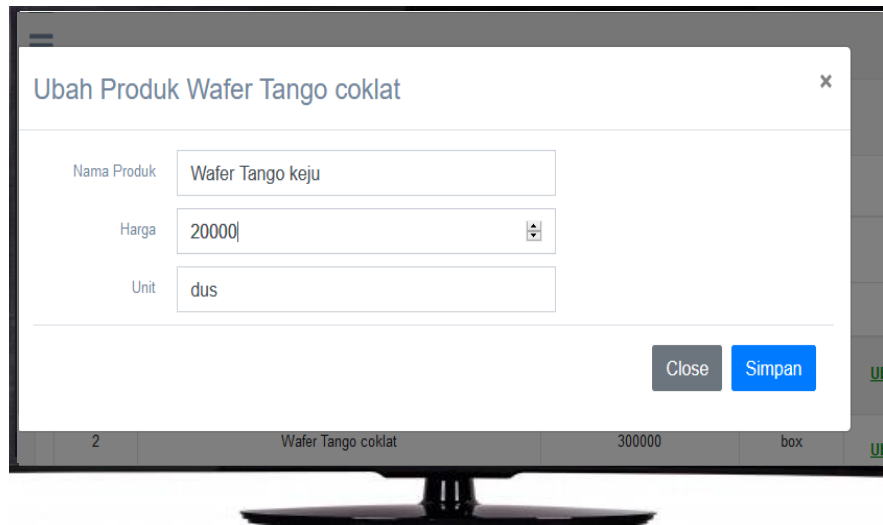 Ubah Produk Wafer Tango coklat ×
Nama Produk Wafer Tango keju
Harga 20000
Unit dus
Close Simpan
2 Wafer Tango coklat 300000 box